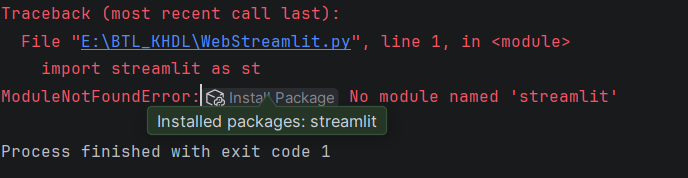 Traceback (most recent call last):
File "E:\BTL_KHDL\WebStreamlit.py", line 1, in <module>
import streamlit as st
ModuleNotFoundError: Install Package No module named 'streamlit'
Installed packages: streamlit
Process finished with exit code 1